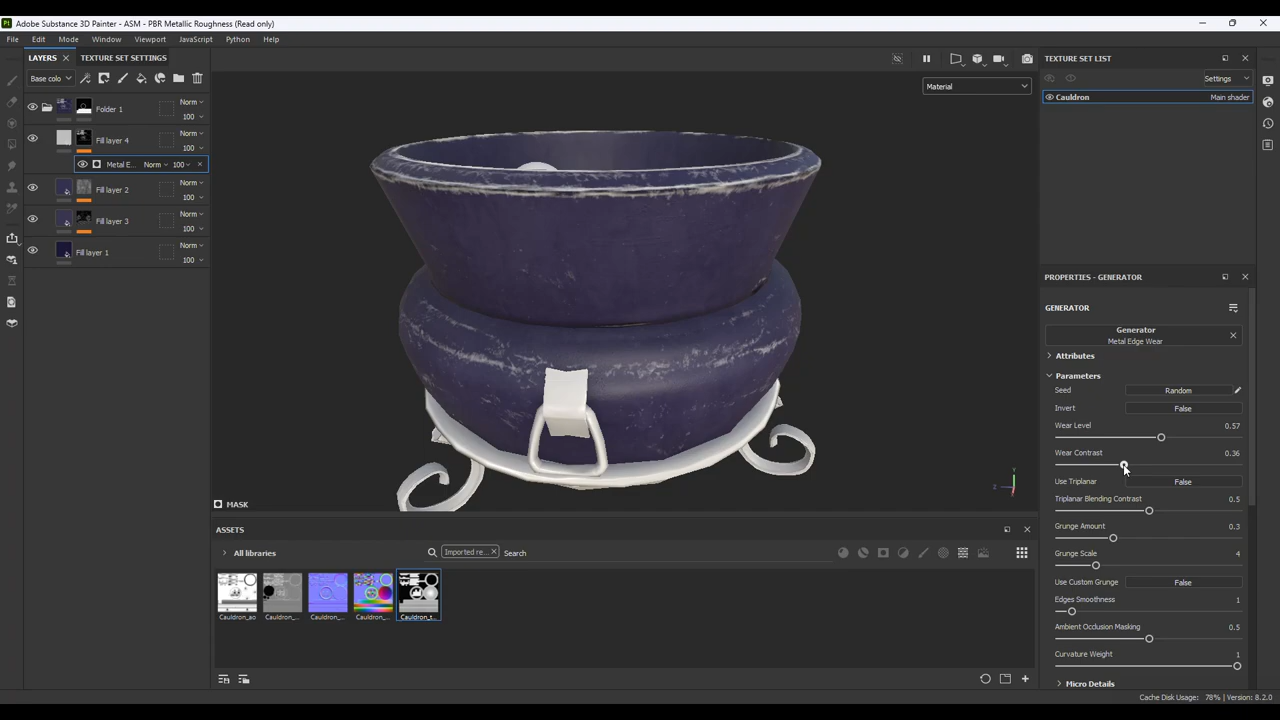 Pt Adobe Substance 3D Painter - ASM - PBR Metallic Roughness (Read only)
File Edit Mode Window Viewport JavaScript Python Help
LAYERS TEXTURE SET SETTINGS
Base colo
Folder 1 Norm 100
Fill layer 4 Norm 100
Metal E... Norm 100
Fill layer 2 Norm 100
Fill layer 3 Norm 100
Fill layer 1 Norm 100
Material
MASK
Y
Z
ASSETS
All libraries
Imported re...
Search
Cauldron_ao Cauldron_... Cauldron_... Cauldron_... Cauldron_t...
TEXTURE SET LIST
Settings
Cauldron Main shader
PROPERTIES - GENERATOR
GENERATOR
Generator
Metal Edge Wear
Attributes
Parameters
Seed Random
Invert False
Wear Level 0.57
Wear Contrast 0.36
Use Triplanar False
Triplanar Blending Contrast 0.5
Grunge Amount 0.3
Grunge Scale 4
Use Custom Grunge False
Edges Smoothness 1
Ambient Occlusion Masking 0.5
Curvature Weight 1
Micro Details
Cache Disk Usage: 78% | Version: 8.2.0